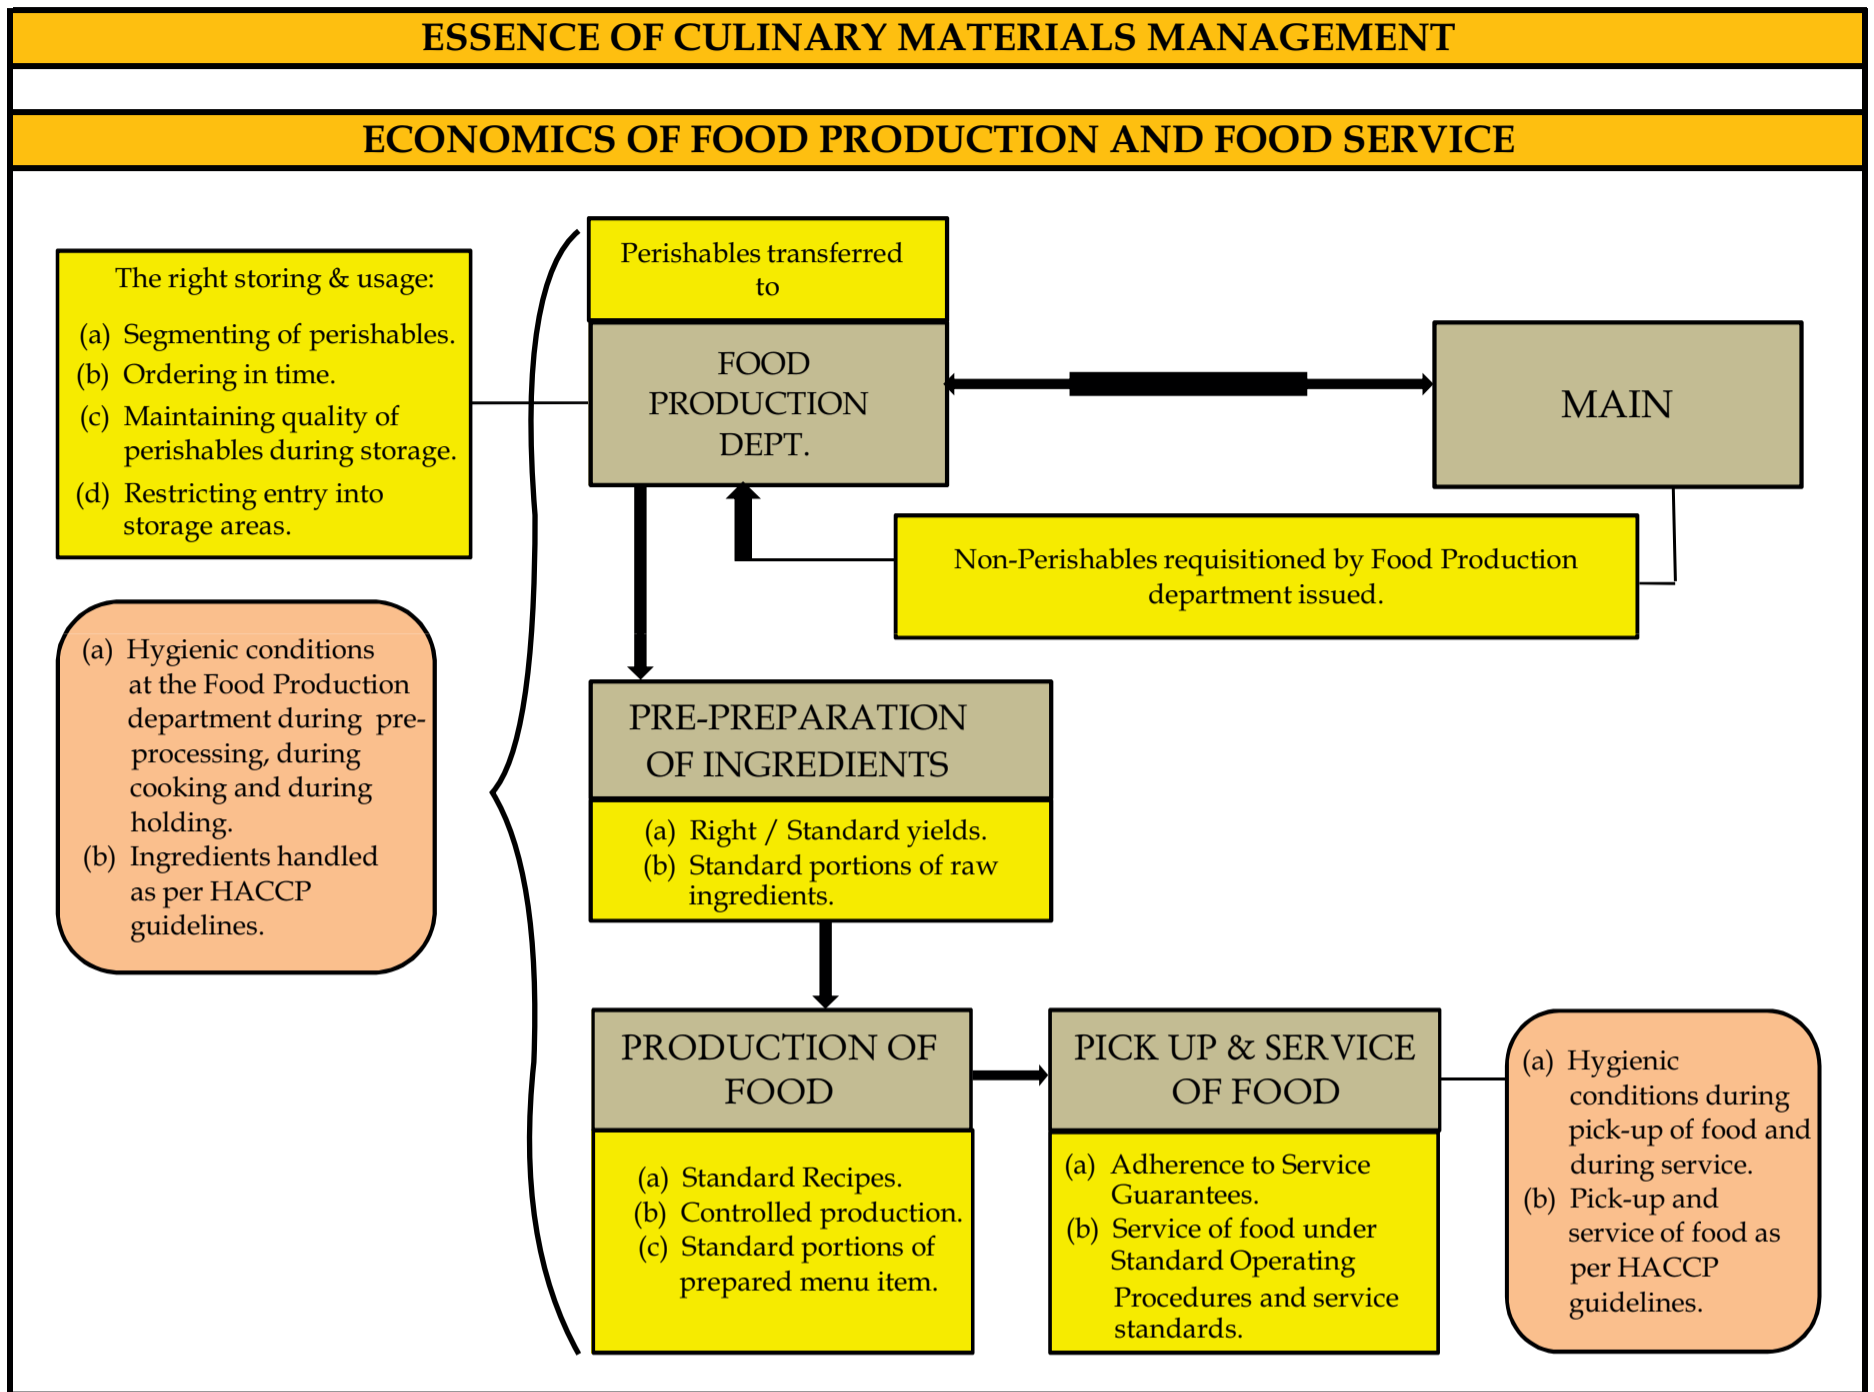 ESSENCE OF CULINARY MATERIALS MANAGEMENT
ECONOMICS OF FOOD PRODUCTION AND FOOD SERVICE
The right storing & usage:
(a) Segmenting of perishables.
(b) Ordering in time.
(c) Maintaining quality of
perishables during storage.
(d) Restricting entry into
storage areas.
Perishables transferred
to
FOOD
PRODUCTION
DEPT.
MAIN
Non-Perishables requisitioned by Food Production
department issued.
(a) Hygienic conditions
at the Food Production
department during pre-
processing, during
cooking and during
holding.
(b) Ingredients handled
as per HACCP
guidelines.
PRE-PREPARATION
OF INGREDIENTS
(a) Right / Standard yields.
(b) Standard portions of raw
ingredients.
PRODUCTION OF
FOOD
(a) Standard Recipes.
(b) Controlled production.
(c) Standard portions of
prepared menu item.
PICK UP & SERVICE
OF FOOD
(a) Adherence to Service
Guarantees.
(b) Service of food under
Standard Operating
Procedures and service
standards.
(a) Hygienic
conditions during
pick-up of food and
during service.
(b) Pick-up and
service of food as
per HACCP
guidelines.